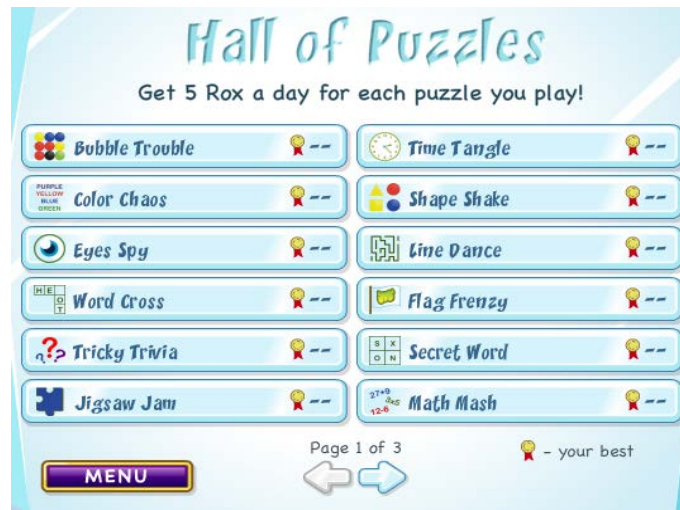 Hall of Puzzles
Get 5 Rox a day for each puzzle you play!
Bubble Trouble --
Time Tangle --
PURPLE
YELLOW
BLUE
GREEN
Color Chaos --
Shape Shake --
Eyes Spy --
Line Dance --
H E
O
T
Word Cross --
Flag Frenzy --
??? Tricky Trivia --
S X
O N
Secret Word --
Jigsaw Jam --
27+9
3x5
12-6
Math Mash --
Page 1 of 3
- your best
MENU